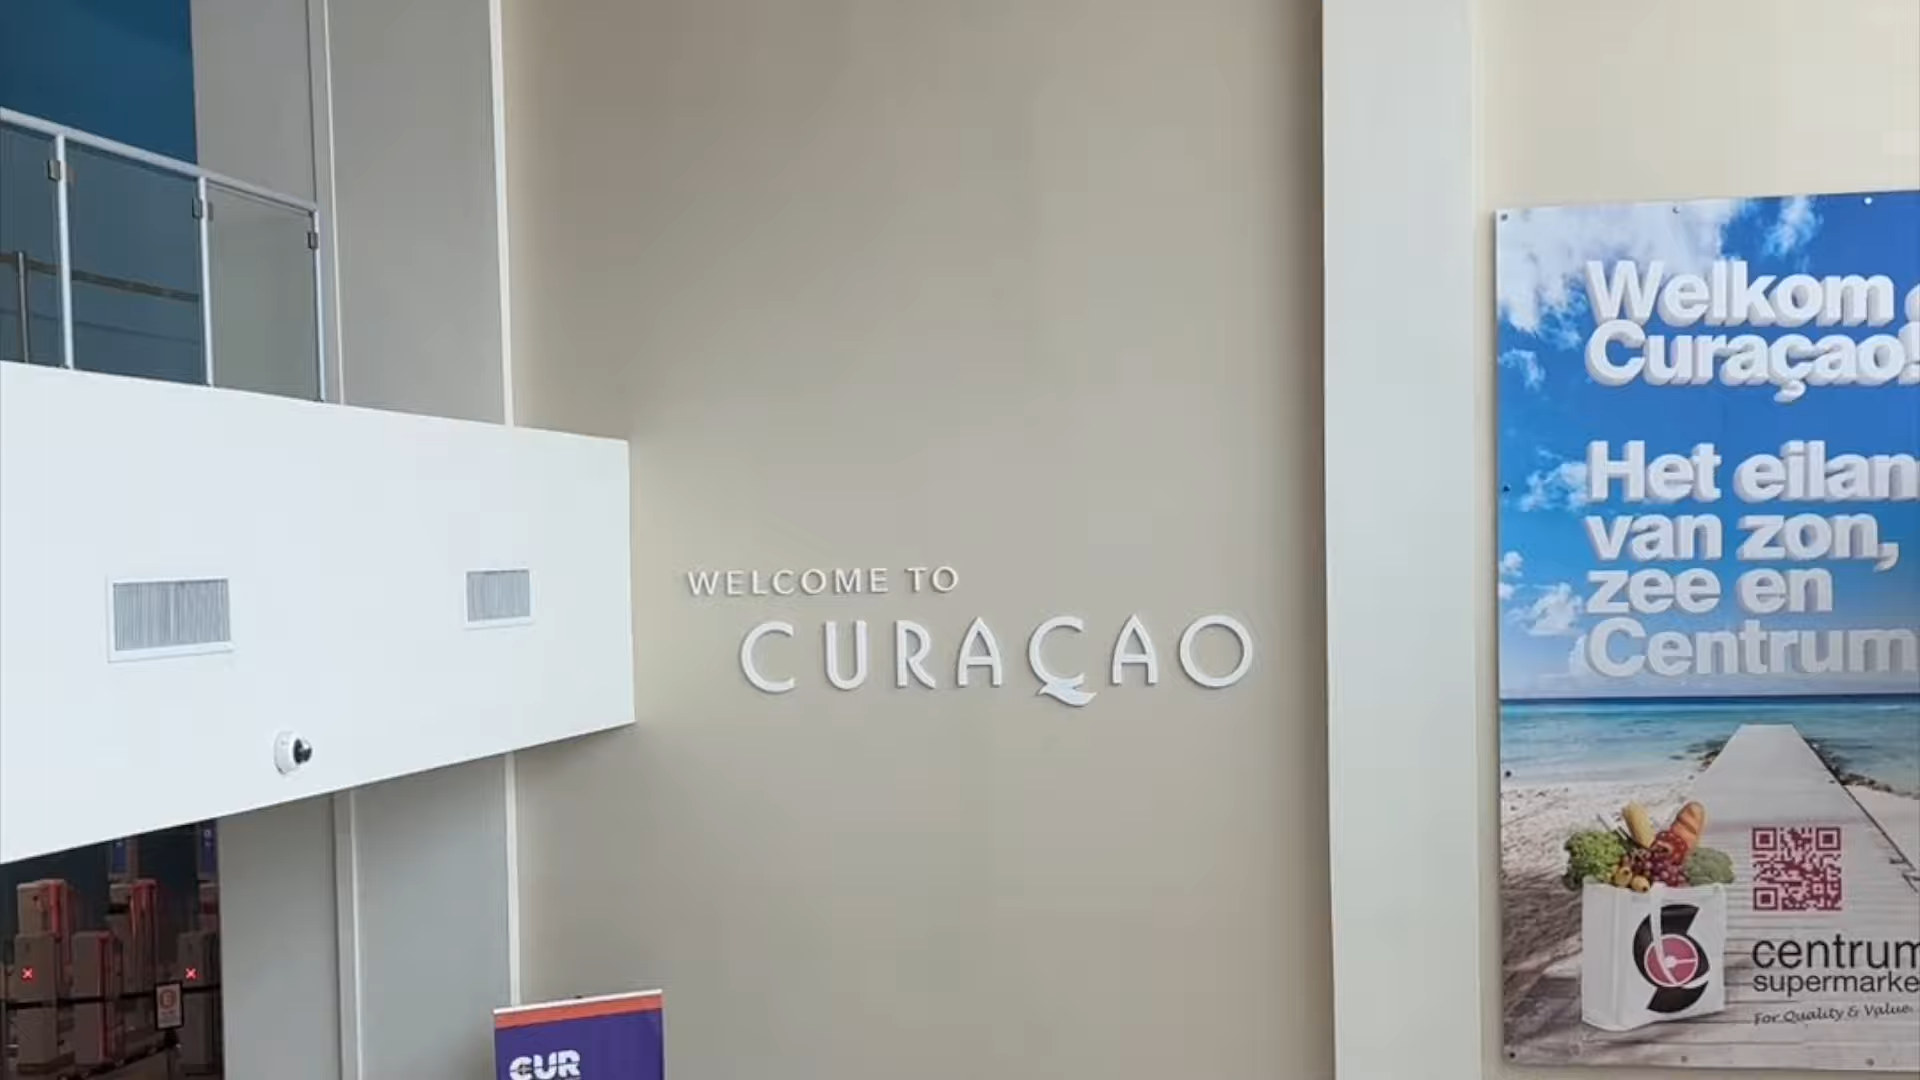 WELCOME TO
CURAÇAO
Welkom
Curaçao!
Het eilan
van zon,
zee en
Centrum
centrum
supermarke
For Quality & Value
CUR